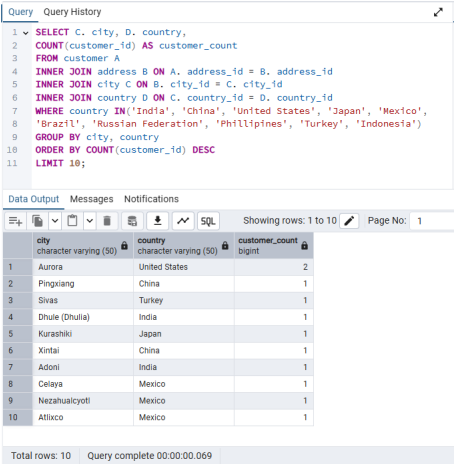 Query Query History
1 SELECT C. city, D. country,
2 COUNT(customer_id) AS customer_count
3 FROM customer A
4 INNER JOIN address B ON A. address_id = B. address_id
5 INNER JOIN city C ON B. city_id = C. city_id
6 INNER JOIN country D ON C. country_id = D. country_id
7 WHERE country IN('India', 'China', 'United States', 'Japan', 'Mexico',
8 'Brazil', 'Russian Federation', 'Phillipines', 'Turkey', 'Indonesia')
9 GROUP BY city, country
10 ORDER BY COUNT(customer_id) DESC
11 LIMIT 10;
Data Output Messages Notifications
SQL Showing rows: 1 to 10 Page No: 1
city country customer_count
character varying (50) character varying (50) bigint
1 Aurora United States 2
2 Pingxiang China 1
3 Sivas Turkey 1
4 Dhule (Dhulia) India 1
5 Kurashiki Japan 1
6 Xintai China 1
7 Adoni India 1
8 Celaya Mexico 1
9 Nezahualcyotl Mexico 1
10 Atlixco Mexico 1
Total rows: 10 Query complete 00:00:00.069